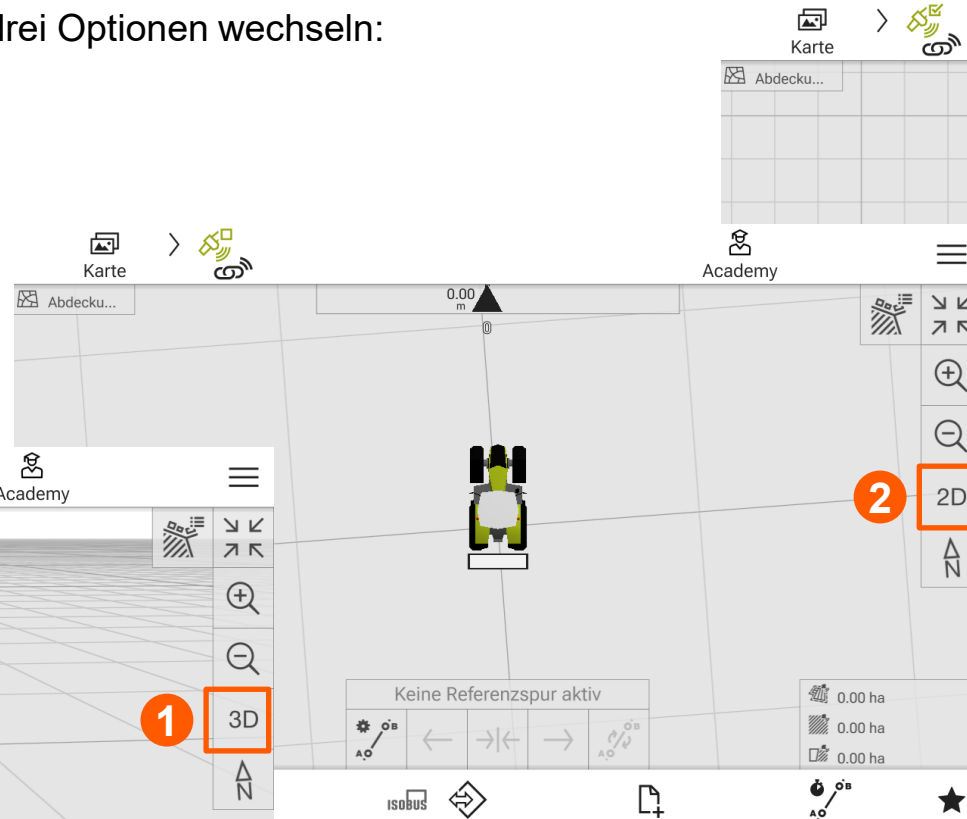 drei Optionen wechseln:
Karte
Abdecku...
Karte
Academy
Abdecku...
0.00
m
0
2
2D
N
Academy
1
3D
N
Keine Referenzspur aktiv
A B
A B
0.00 ha
0.00 ha
0.00 ha
ISOBUS
A B